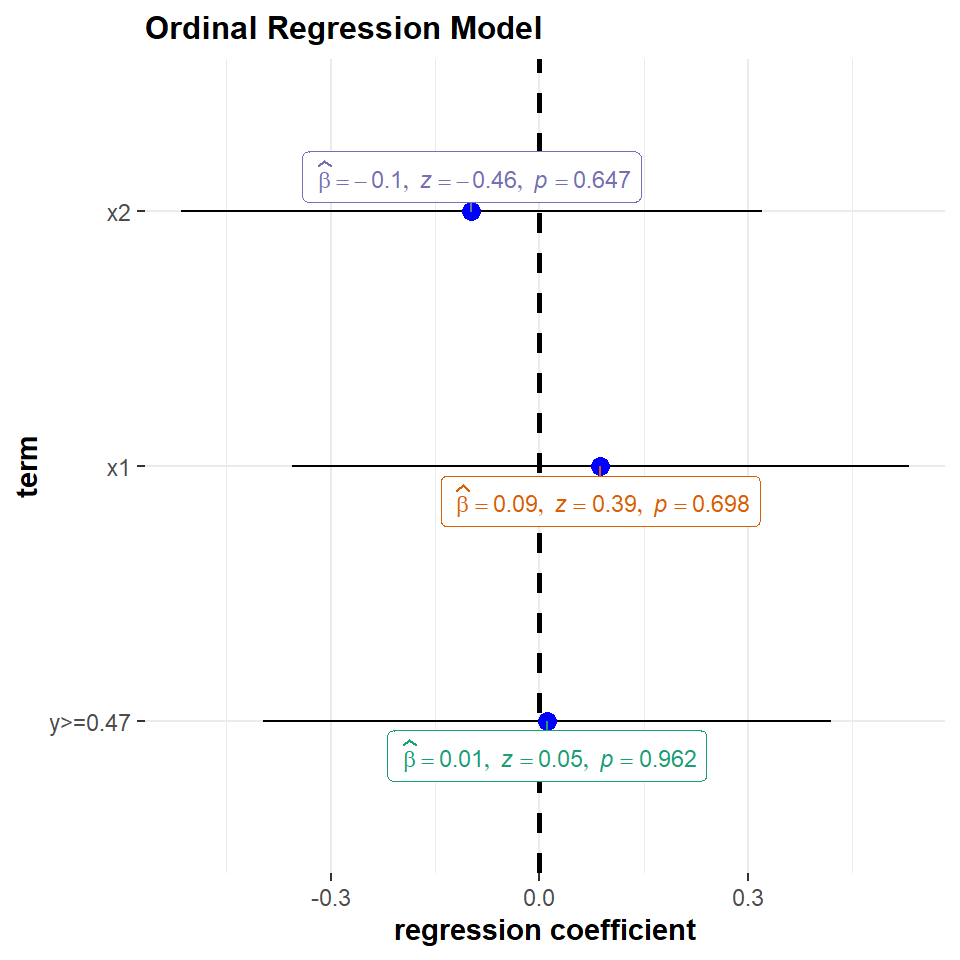 Ordinal Regression Model
term
x2
β̂ = −0.1, z = −0.46, p = 0.647
x1
β̂ = 0.09, z = 0.39, p = 0.698
y>=0.47
β̂ = 0.01, z = 0.05, p = 0.962
-0.3 0.0 0.3
regression coefficient